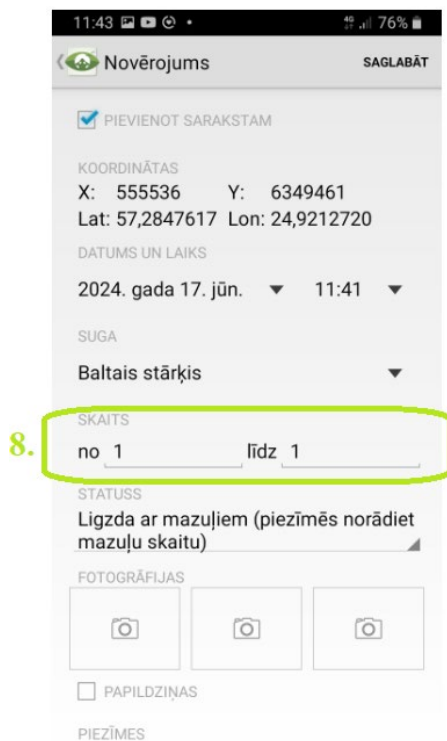 11:43 76%
Novērojums SAGLABĀT
PIEVIENOT SARAKSTAM
KOORDINĀTAS
X: 555536 Y: 6349461
Lat: 57,2847617 Lon: 24,9212720
DATUMS UN LAIKS
2024. gada 17. jūn. 11:41
SUGA
Baltais stārķis
SKAITS
8. no 1 līdz 1
STATUSS
Ligzda ar mazuļiem (piezīmēs norādiet
mazuļu skaitu)
FOTOGRĀFIJAS
PAPILDZIŅAS
PIEZĪMES